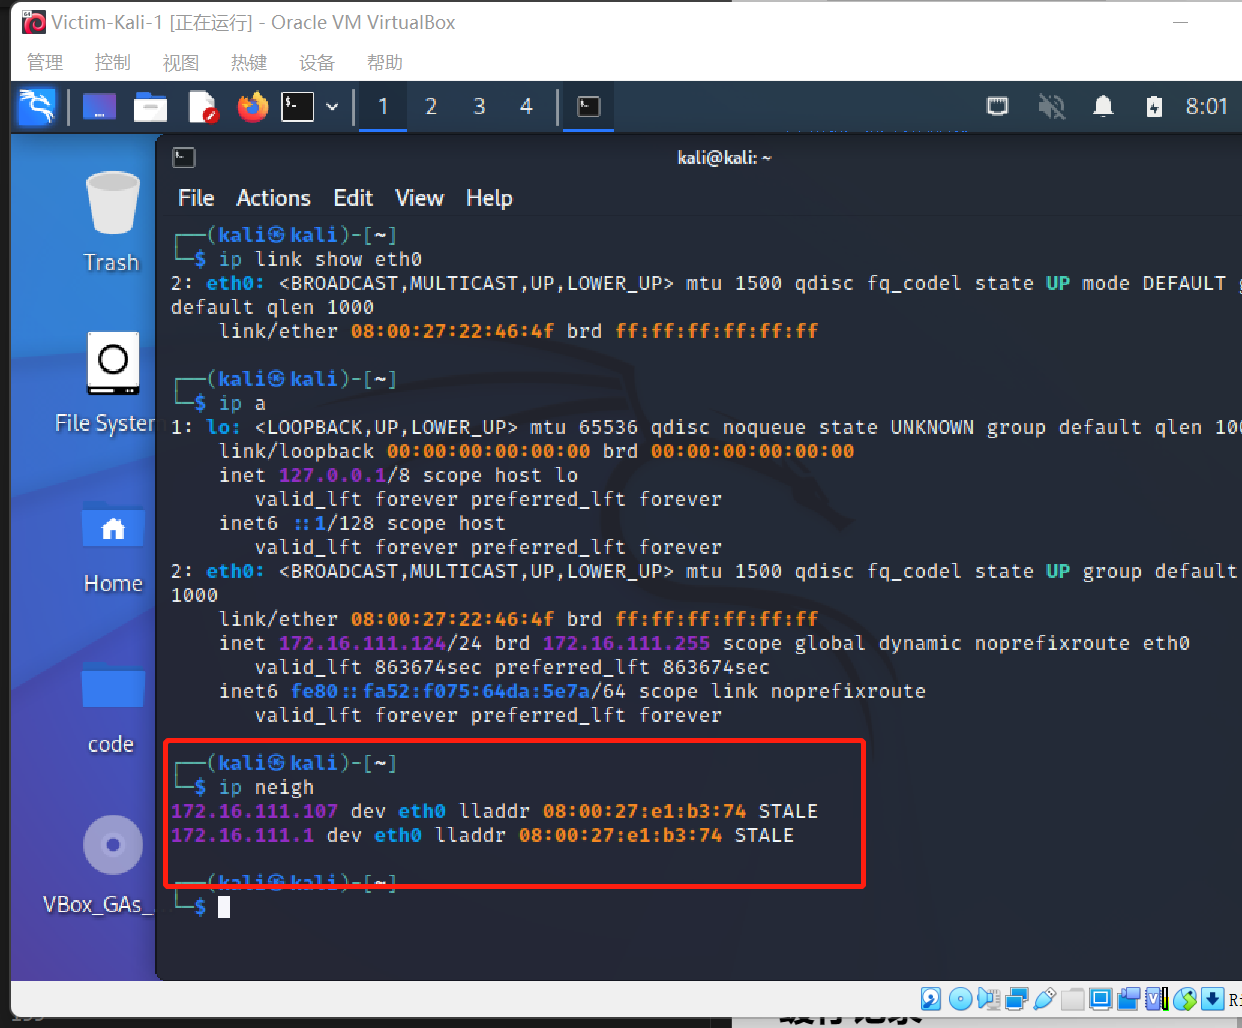 Victim-Kali-1 [正在运行] - Oracle VM VirtualBox
管理 控制 视图 热键 设备 帮助
1 2 3 4 8:01
kali@kali: ~
File Actions Edit View Help
Trash
File System
Home
code
VBox_GAs_...
┌──(kali㉿kali)-[~]
└─$ ip link show eth0
2: eth0: <BROADCAST,MULTICAST,UP,LOWER_UP> mtu 1500 qdisc fq_codel state UP mode DEFAULT g
default qlen 1000
link/ether 08:00:27:22:46:4f brd ff:ff:ff:ff:ff:ff
┌──(kali㉿kali)-[~]
└─$ ip a
1: lo: <LOOPBACK,UP,LOWER_UP> mtu 65536 qdisc noqueue state UNKNOWN group default qlen 100
link/loopback 00:00:00:00:00:00 brd 00:00:00:00:00:00
inet 127.0.0.1/8 scope host lo
valid_lft forever preferred_lft forever
inet6 ::1/128 scope host
valid_lft forever preferred_lft forever
2: eth0: <BROADCAST,MULTICAST,UP,LOWER_UP> mtu 1500 qdisc fq_codel state UP group default
1000
link/ether 08:00:27:22:46:4f brd ff:ff:ff:ff:ff:ff
inet 172.16.111.124/24 brd 172.16.111.255 scope global dynamic noprefixroute eth0
valid_lft 863674sec preferred_lft 863674sec
inet6 fe80::fa52:f075:64da:5e7a/64 scope link noprefixroute
valid_lft forever preferred_lft forever
┌──(kali㉿kali)-[~]
└─$ ip neigh
172.16.111.107 dev eth0 lladdr 08:00:27:e1:b3:74 STALE
172.16.111.1 dev eth0 lladdr 08:00:27:e1:b3:74 STALE
┌──(kali㉿kali)-[~]
└─$